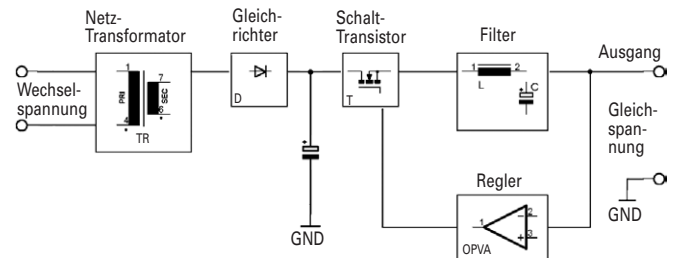 Netz-
Transformator
Gleich-
richter
Schalt-
Transistor
Filter
Ausgang
Wechsel-
spannung
1
4
PRI
7
SEC
TR
D
T
1
2
L
C
+
+
GND
Gleich-
span-
nung
GND
Regler
1
2
3
-
+
OPVA